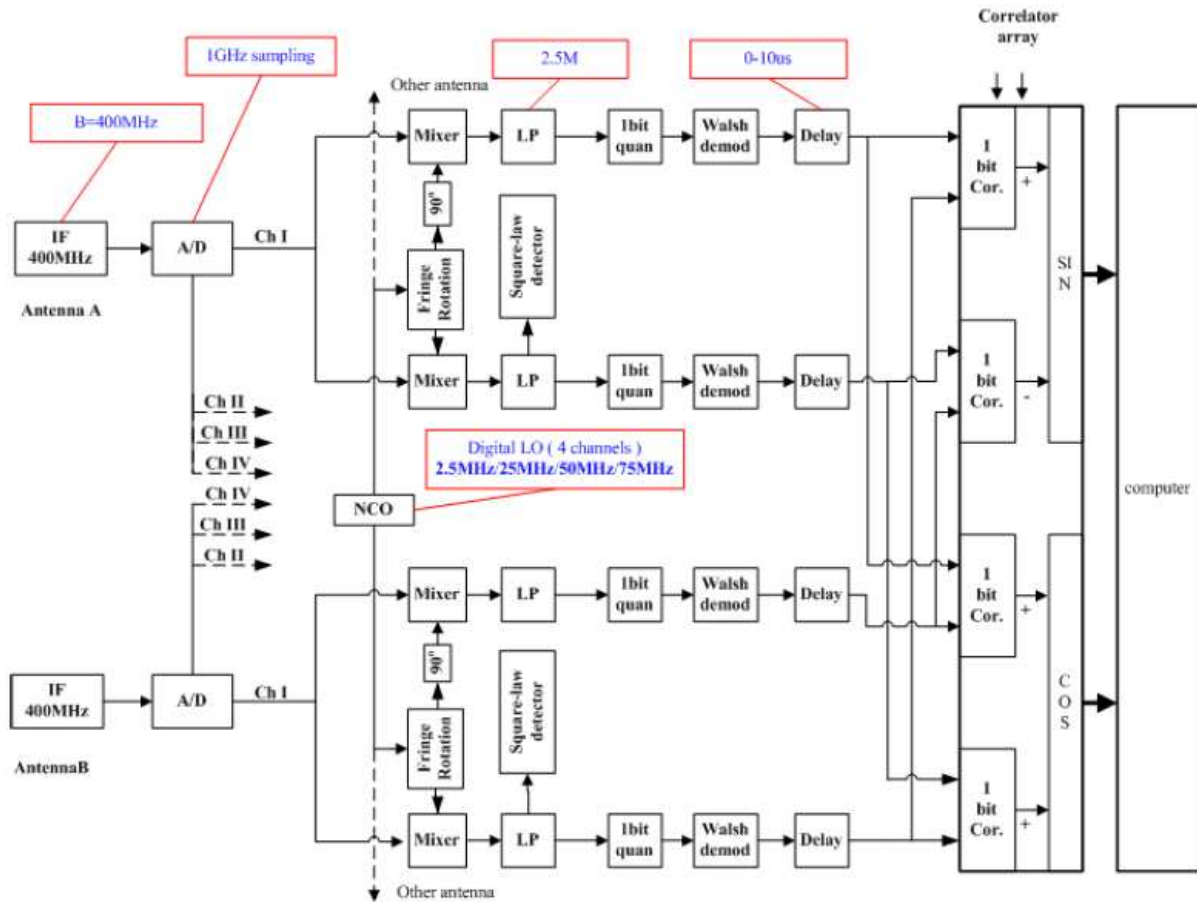 Correlator
array
1GHz sampling
2.5M
0-10us
B=400MHz
Other antenna
Mixer
LP
1bit
quan
Walsh
demod
Delay
1
bit
Cor.
+
90°
IF
400MHz
A/D
Ch I
Fringe
Rotation
Square-law
detector
SI
N
Antenna A
Mixer
LP
1bit
quan
Walsh
demod
Delay
1
bit
Cor.
-
Ch II
Ch III
Ch IV
Digital LO ( 4 channels )
2.5MHz/25MHz/50MHz/75MHz
NCO
computer
Ch IV
Ch III
Ch II
Mixer
LP
1bit
quan
Walsh
demod
Delay
1
bit
Cor.
+
90°
IF
400MHz
A/D
Ch I
Fringe
Rotation
Square-law
detector
C
O
S
AntennaB
Mixer
LP
1bit
quan
Walsh
demod
Delay
1
bit
Cor.
+
Other antenna